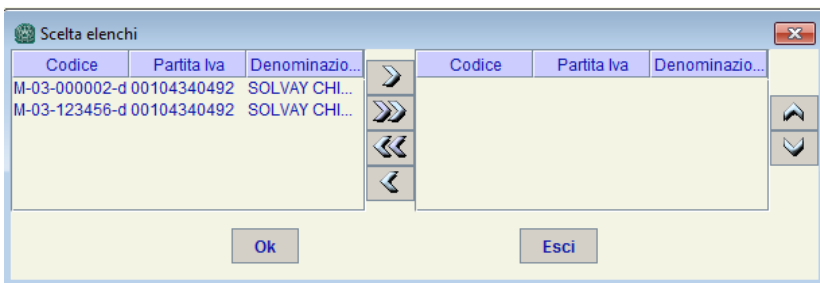 Scelta elenchi
Codice Partita Iva Denominazio... Codice Partita Iva Denominazio...
M-03-000002-d 00104340492 SOLVAY CHI...
M-03-123456-d 00104340492 SOLVAY CHI...
Ok Esci